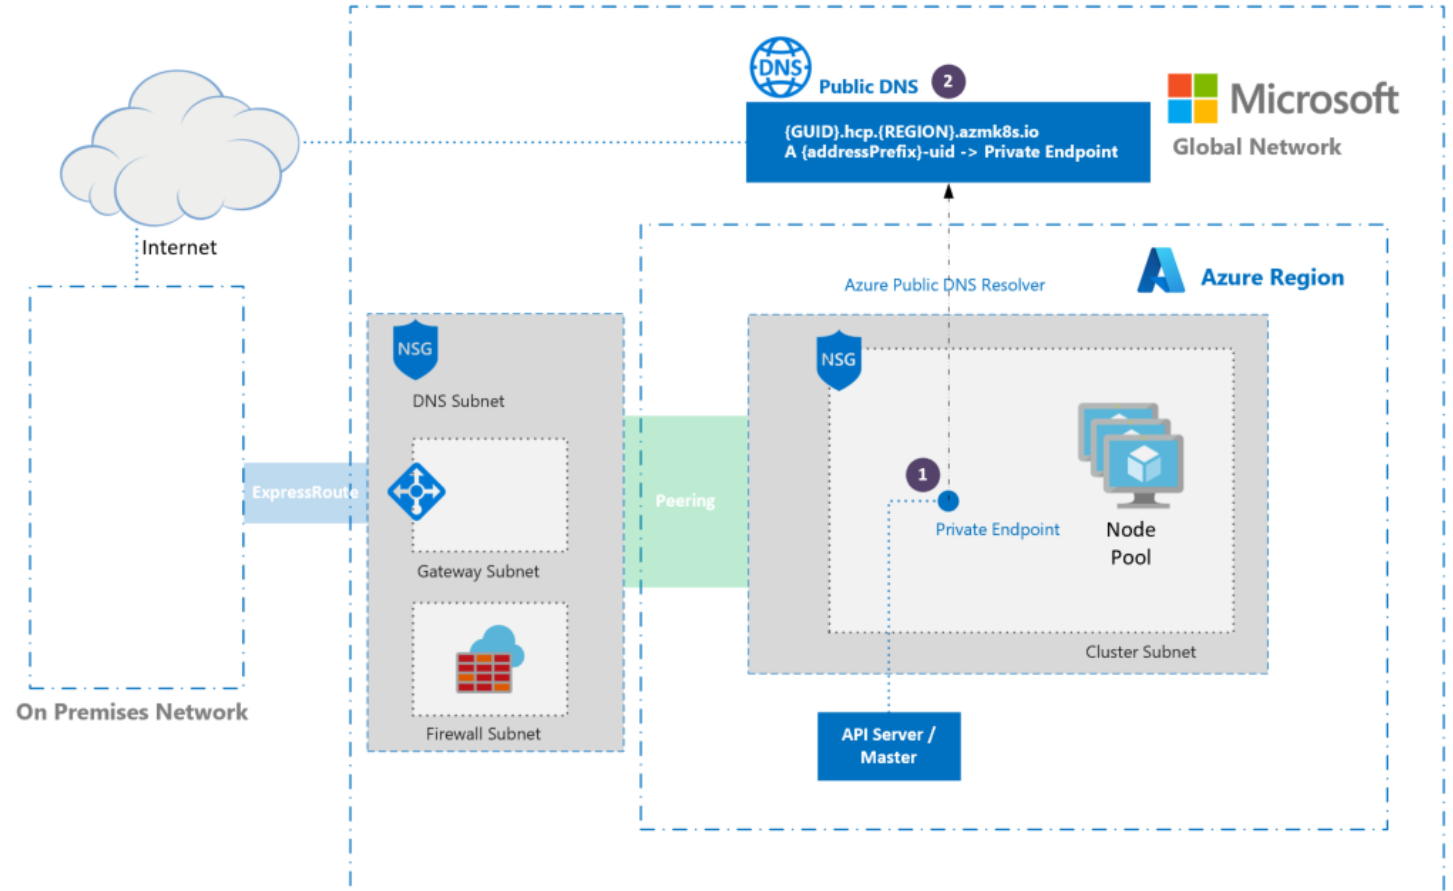 DNS
Public DNS
2
{GUID}.hcp.{REGION}.azmk8s.io
A {addressPrefix}-uid -> Private Endpoint
Microsoft
Global Network
Internet
Azure Region
Azure Public DNS Resolver
NSG
DNS Subnet
NSG
ExpressRoute
Gateway Subnet
Firewall Subnet
Peering
1
Private Endpoint
Node
Pool
Cluster Subnet
On Premises Network
API Server /
Master